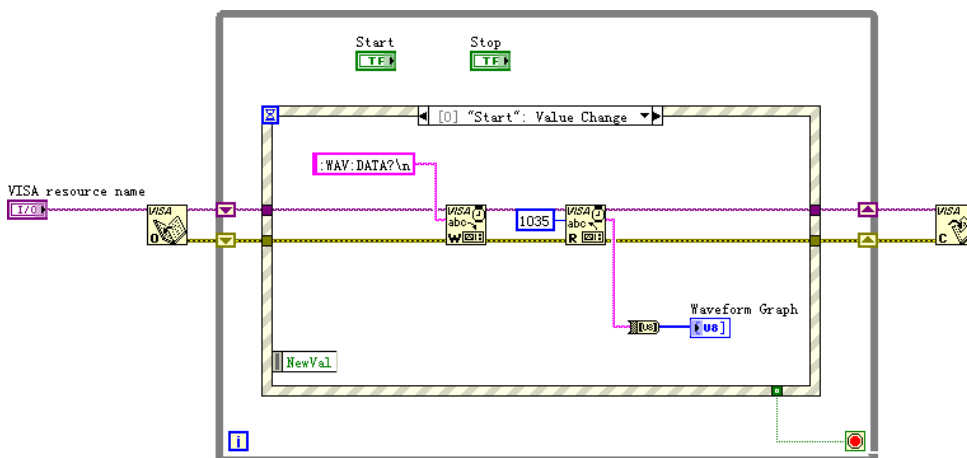 Start
Stop
TF
TF
[0] "Start": Value Change
:WAV:DATA?\n
VISA resource name
I/O
VISA
O
VISA
abc
W
1035
VISA
abc
R
VISA
C
Waveform Graph
[U8]
U8]
NewVal
i